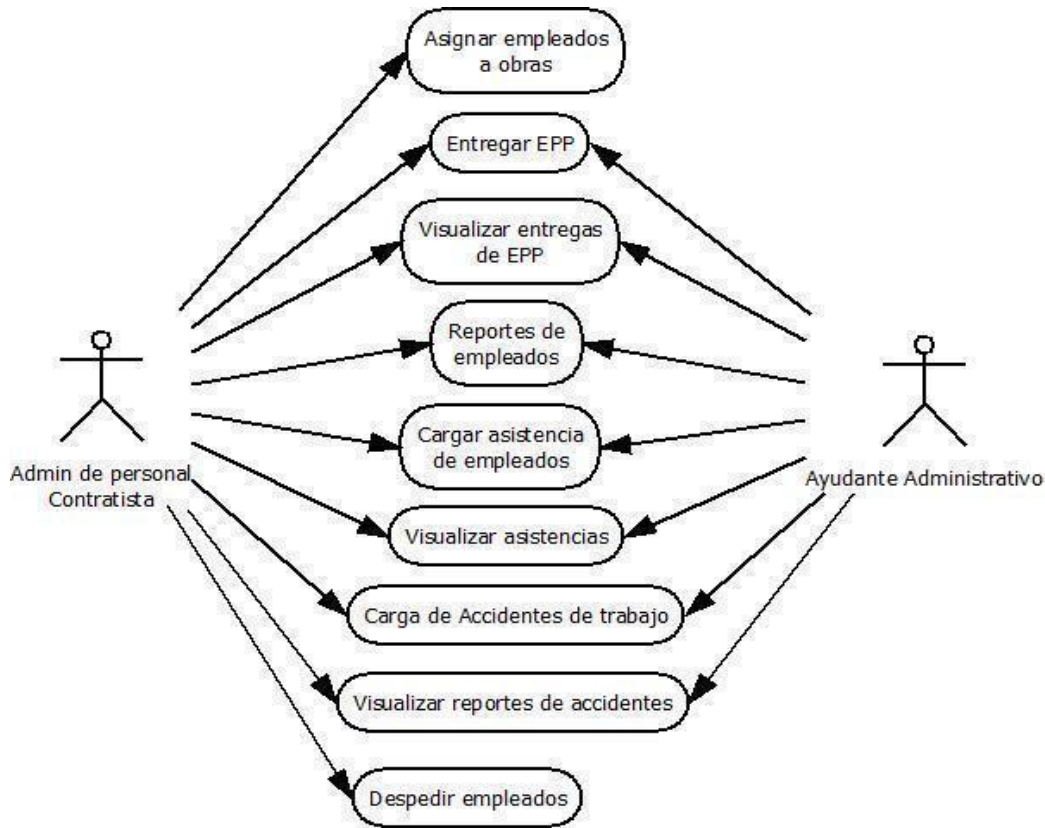 Asignar empleados
a obras
Entregar EPP
Visualizar entregas
de EPP
Reportes de
empleados
Cargar asistencia
de empleados
Admin de personal
Contratista
Ayudante Administrativo
Visualizar asistencias
Carga de Accidentes de trabajo
Visualizar reportes de accidentes
Despedir empleados